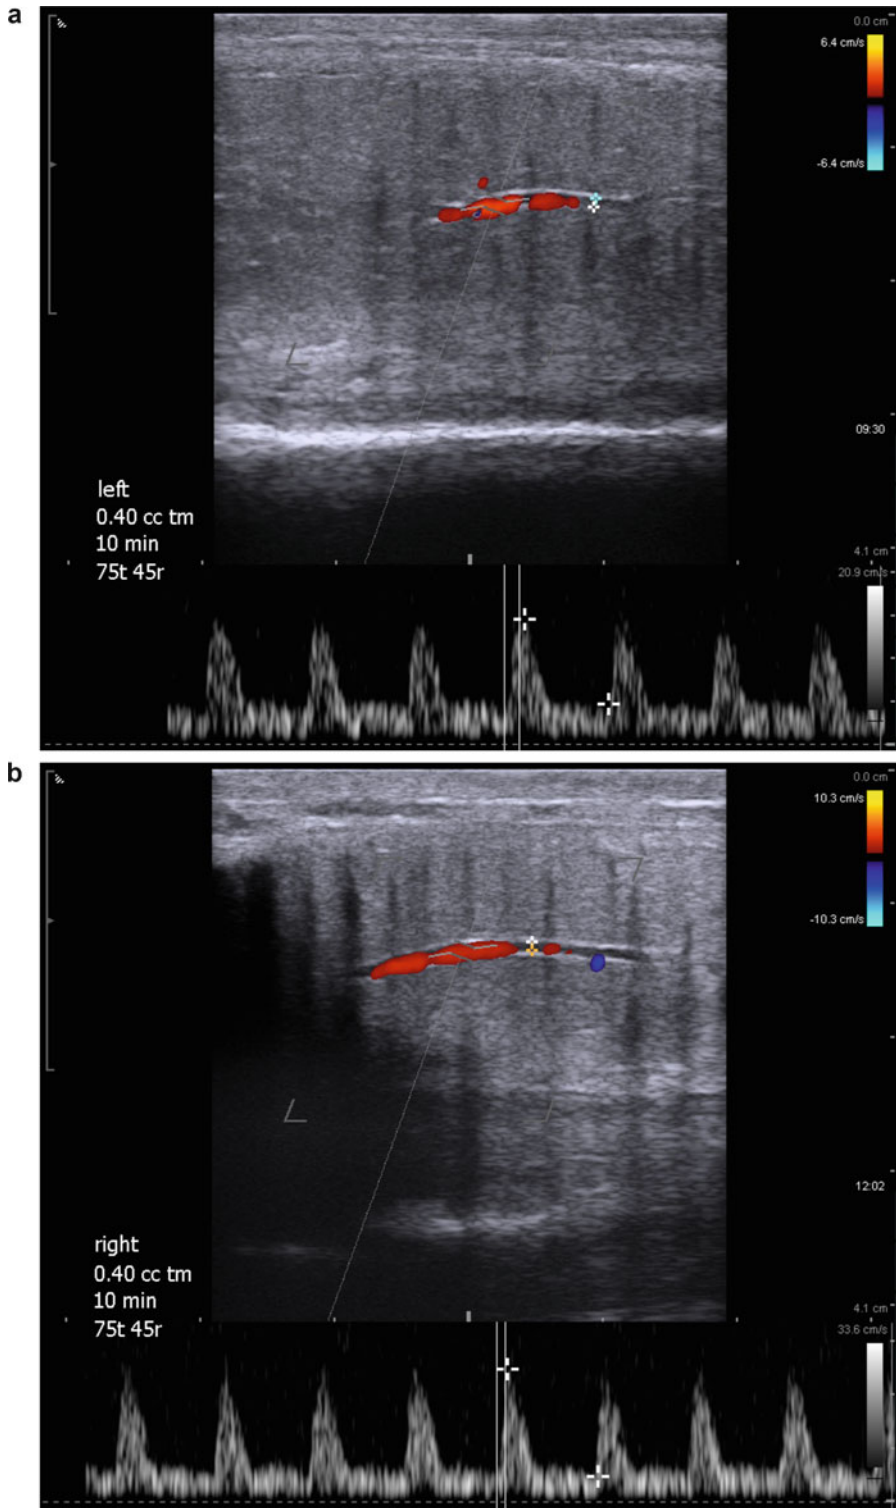 a
0.0 cm
6.4 cm/s
-6.4 cm/s
09:30
left
0.40 cc tm
10 min
75t 45r
4.1 cm
20.9 cm/s
b
0.0 cm
10.3 cm/s
-10.3 cm/s
12:02
right
0.40 cc tm
10 min
75t 45r
4.1 cm
33.6 cm/s